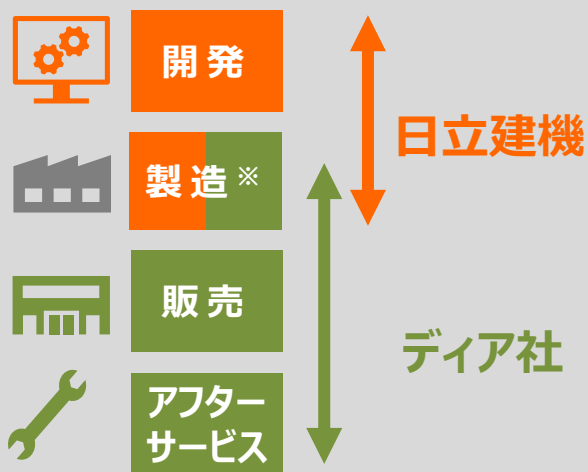 開発
日立建機
製造※
販売
ディア社
アフター
サービス